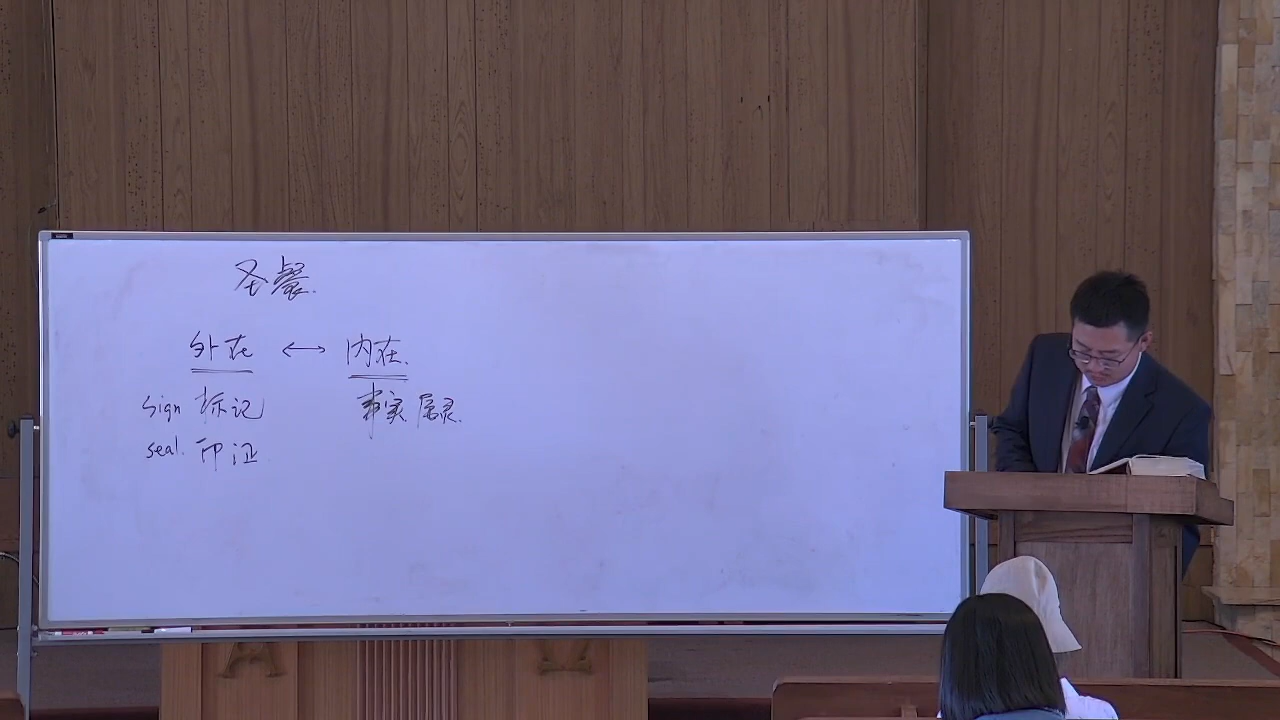 圣餐.
外在 ↔ 内在.
sign 标记 事实 属灵.
seal. 印证